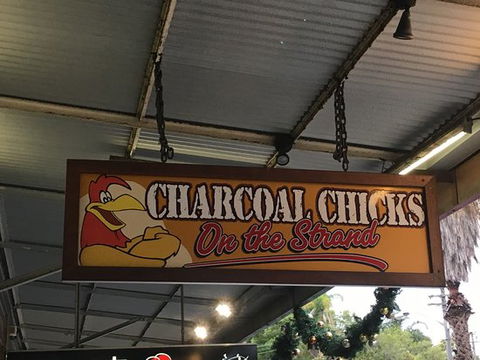 CHARCOAL CHICKS
On the Strand